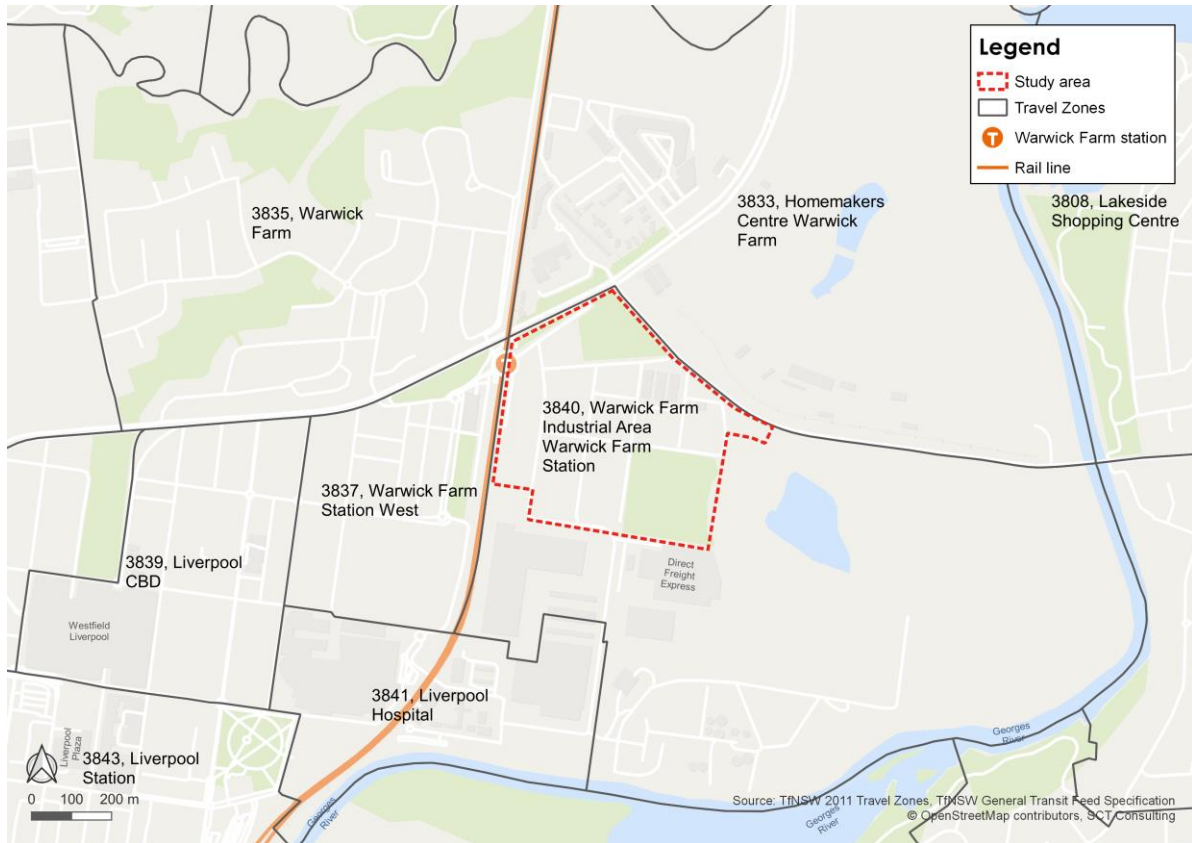 Legend
Study area
Travel Zones
T
Warwick Farm station
Rail line
3835, Warwick
Farm
3833, Homemakers
Centre Warwick
Farm
3808, Lakeside
Shopping Centre
3840, Warwick Farm
Industrial Area
Warwick Farm
Station
3837, Warwick Farm
Station West
3839, Liverpool
CBD
Direct
Freight
Express
Westfield
Liverpool
3841, Liverpool
Hospital
Liverpool
Plaza
3843, Liverpool
Station
Georges
River
Georges
River
Georges
River
0 100 200 m
Source: TfNSW 2011 Travel Zones, TfNSW General Transit Feed Specification
© OpenStreetMap contributors, SCT Consulting